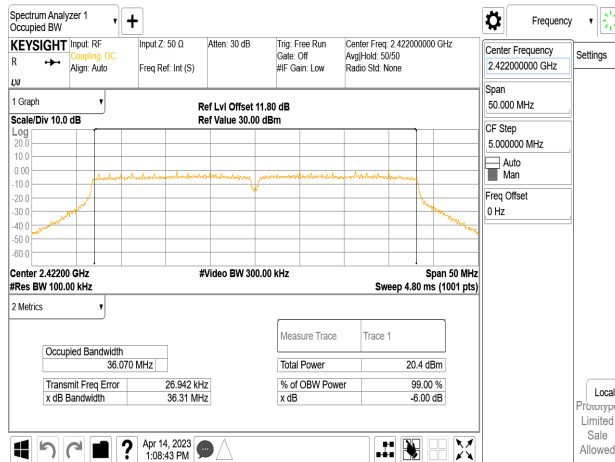 Spectrum Analyzer 1
Occupied BW
Frequency
KEYSIGHT
R
Input: RF
Coupling: DC
Align: Auto
Input Z: 50 Ω
Freq Ref: Int (S)
Atten: 30 dB
Trig: Free Run
Gate: Off
#IF Gain: Low
Center Freq: 2.422000000 GHz
Avg|Hold: 50/50
Radio Std: None
LXI
1 Graph
Scale/Div 10.0 dB
Ref Lvl Offset 11.80 dB
Ref Value 30.00 dBm
Log
20.0
10.0
0.00
-10.0
-20.0
-30.0
-40.0
-50.0
-60.0
Center 2.42200 GHz
#Res BW 100.00 kHz
#Video BW 300.00 kHz
Span 50 MHz
Sweep 4.80 ms (1001 pts)
2 Metrics
Occupied Bandwidth
36.070 MHz
Transmit Freq Error 26.942 kHz
x dB Bandwidth 36.31 MHz
Measure Trace Trace 1
Total Power 20.4 dBm
% of OBW Power 99.00 %
x dB -6.00 dB
Center Frequency
2.422000000 GHz
Settings
Span
50.000 MHz
CF Step
5.000000 MHz
Auto
Man
Freq Offset
0 Hz
Local
Prototype
Limited
Sale
Allowed
?
Apr 14, 2023
1:08:43 PM